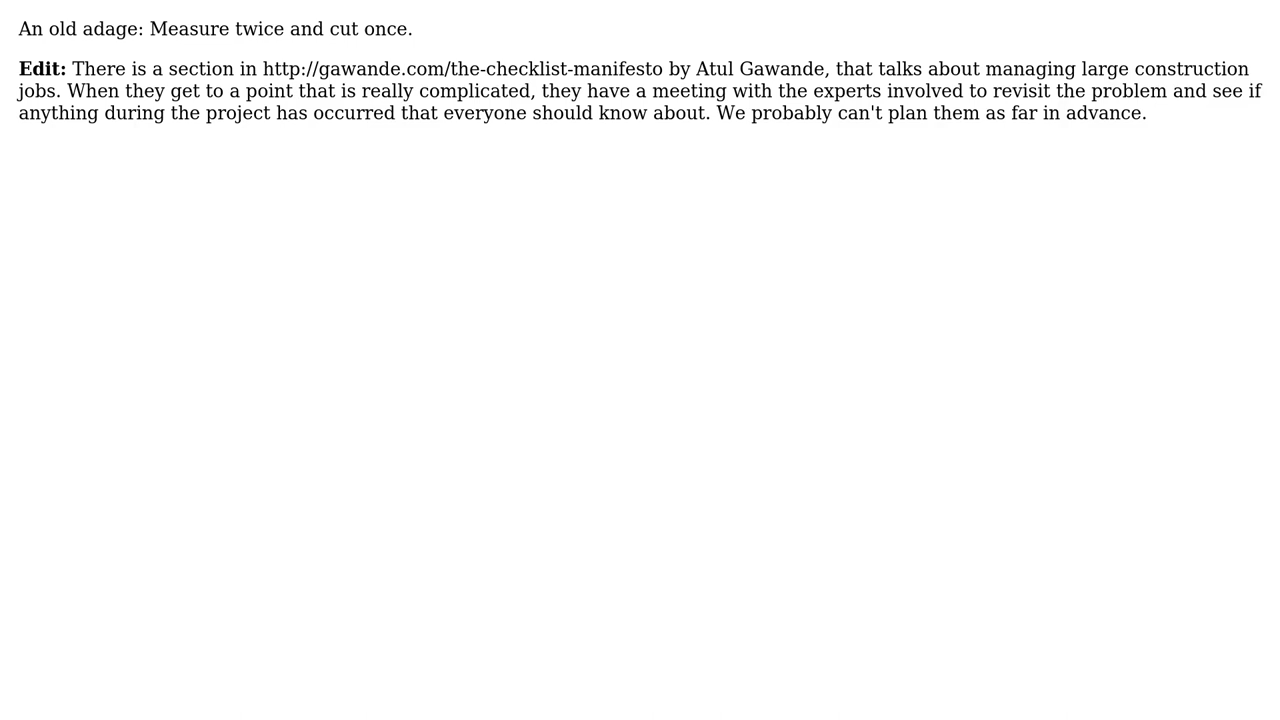 An old adage: Measure twice and cut once.
Edit: There is a section in http://gawande.com/the-checklist-manifesto by Atul Gawande, that talks about managing large construction
jobs. When they get to a point that is really complicated, they have a meeting with the experts involved to revisit the problem and see if
anything during the project has occurred that everyone should know about. We probably can't plan them as far in advance.